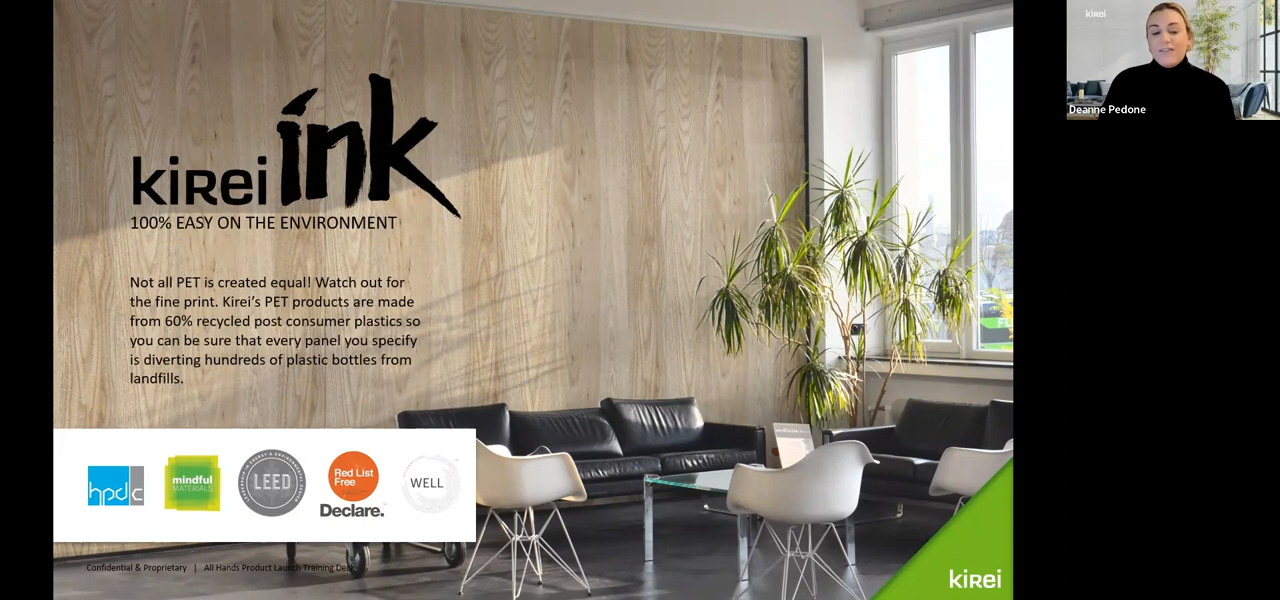 kirei ink
100% EASY ON THE ENVIRONMENT
Not all PET is created equal! Watch out for
the fine print. Kirei's PET products are made
from 60% recycled post consumer plastics so
you can be sure that every panel you specify
is diverting hundreds of plastic bottles from
landfills.
hpdc
mindful
MATERIALS
LEED
Red List
Free
Declare.
WELL
Confidential & Proprietary | All Hands Product Launch Training Deck
kirei
kirei
Deanne Pedone